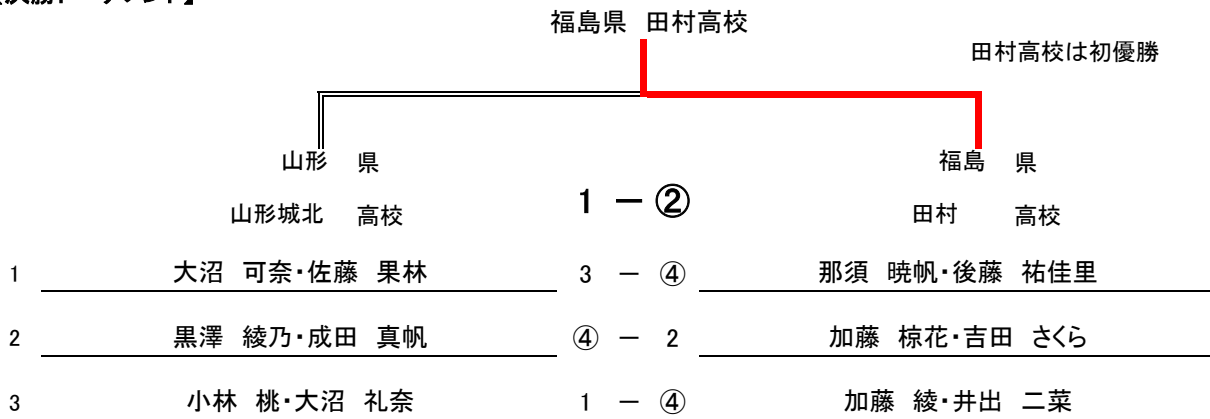 福島県 田村高校
田村高校は初優勝
山形 県 福島 県
1 － ②
山形城北 高校 田村 高校
1 大沼 可奈・佐藤 果林 3 － ④ 那須 暁帆・後藤 祐佳里
2 黒澤 綾乃・成田 真帆 ④ － 2 加藤 椋花・吉田 さくら
3 小林 桃・大沼 礼奈 1 － ④ 加藤 綾・井出 二菜